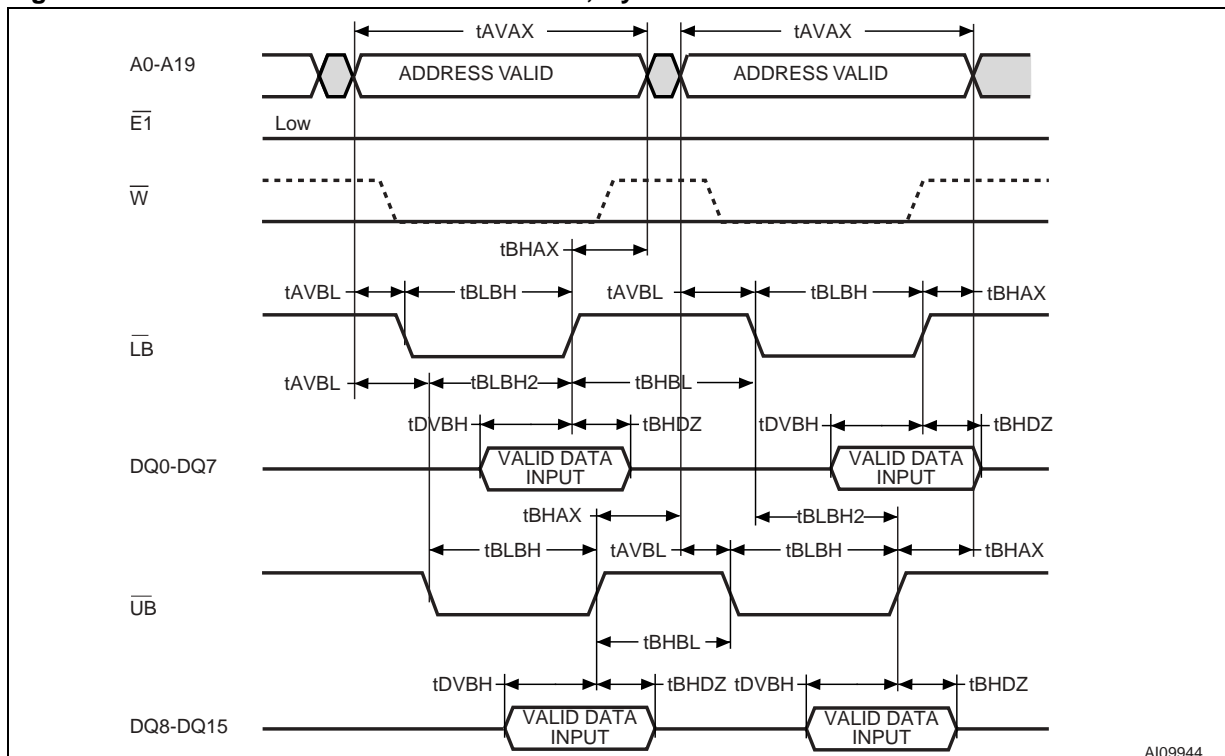 tAVAX tAVAX
A0-A19 ADDRESS VALID ADDRESS VALID
E1 Low
W
tBHAX
tAVBL tBLBH tAVBL tBLBH tBHAX
LB
tAVBL tBLBH2 tBHBL
tDVBH tBHDZ tDVBH tBHDZ
DQ0-DQ7 VALID DATA INPUT VALID DATA INPUT
tBHAX tBLBH2
tBLBH tAVBL tBLBH tBHAX
UB
tBHBL
tDVBH tBHDZ tDVBH tBHDZ
DQ8-DQ15 VALID DATA INPUT VALID DATA INPUT
AI09944